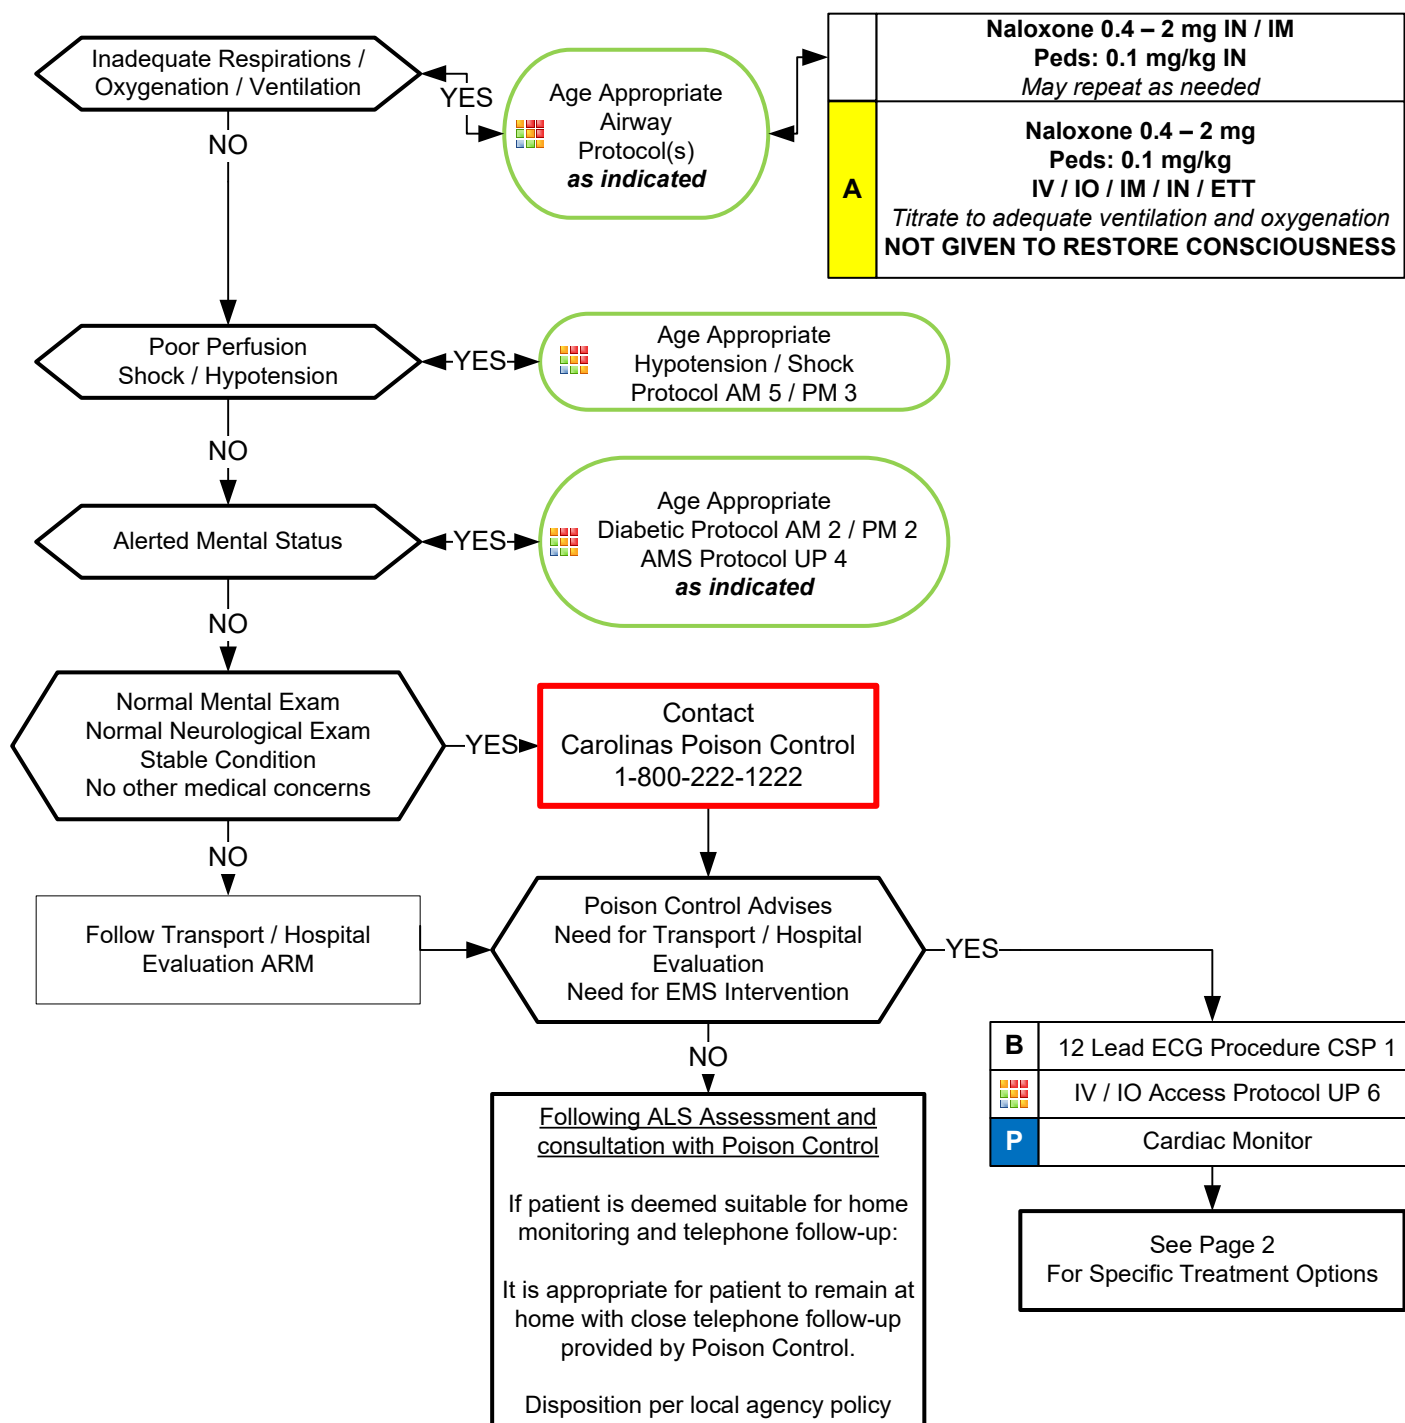 Inadequate Respirations /
Oxygenation / Ventilation
YES
Age Appropriate
Airway
Protocol(s)
as indicated
Naloxone 0.4 – 2 mg IN / IM
Peds: 0.1 mg/kg IN
May repeat as needed
A
Naloxone 0.4 – 2 mg
Peds: 0.1 mg/kg
IV / IO / IM / IN / ETT
Titrate to adequate ventilation and oxygenation
NOT GIVEN TO RESTORE CONSCIOUSNESS
NO
Poor Perfusion
Shock / Hypotension
YES
Age Appropriate
Hypotension / Shock
Protocol AM 5 / PM 3
NO
Alerted Mental Status
YES
Age Appropriate
Diabetic Protocol AM 2 / PM 2
AMS Protocol UP 4
as indicated
NO
Normal Mental Exam
Normal Neurological Exam
Stable Condition
No other medical concerns
YES
Contact
Carolinas Poison Control
1-800-222-1222
NO
Follow Transport / Hospital
Evaluation ARM
Poison Control Advises
Need for Transport / Hospital
Evaluation
Need for EMS Intervention
YES
B
12 Lead ECG Procedure CSP 1
IV / IO Access Protocol UP 6
P
Cardiac Monitor
See Page 2
For Specific Treatment Options
NO
Following ALS Assessment and
consultation with Poison Control
If patient is deemed suitable for home
monitoring and telephone follow-up:
It is appropriate for patient to remain at
home with close telephone follow-up
provided by Poison Control.
Disposition per local agency policy